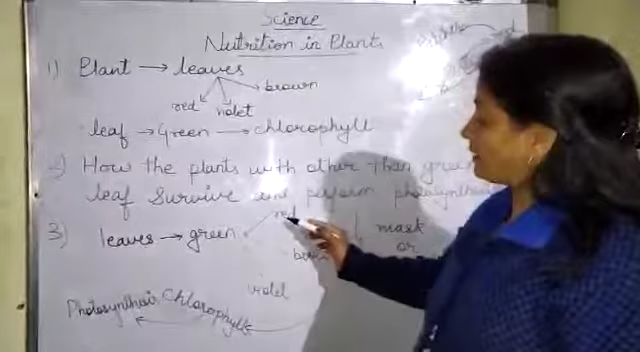 Science
Nutrition in Plants
1) Plant → leaves
red violet brown
leaf → Green → chlorophyll
2) How the plants with other than green
leaf survive and perform photosynthesis
3) leaves → green
red
mask
or
violet
Photosynthesis Chlorophyll